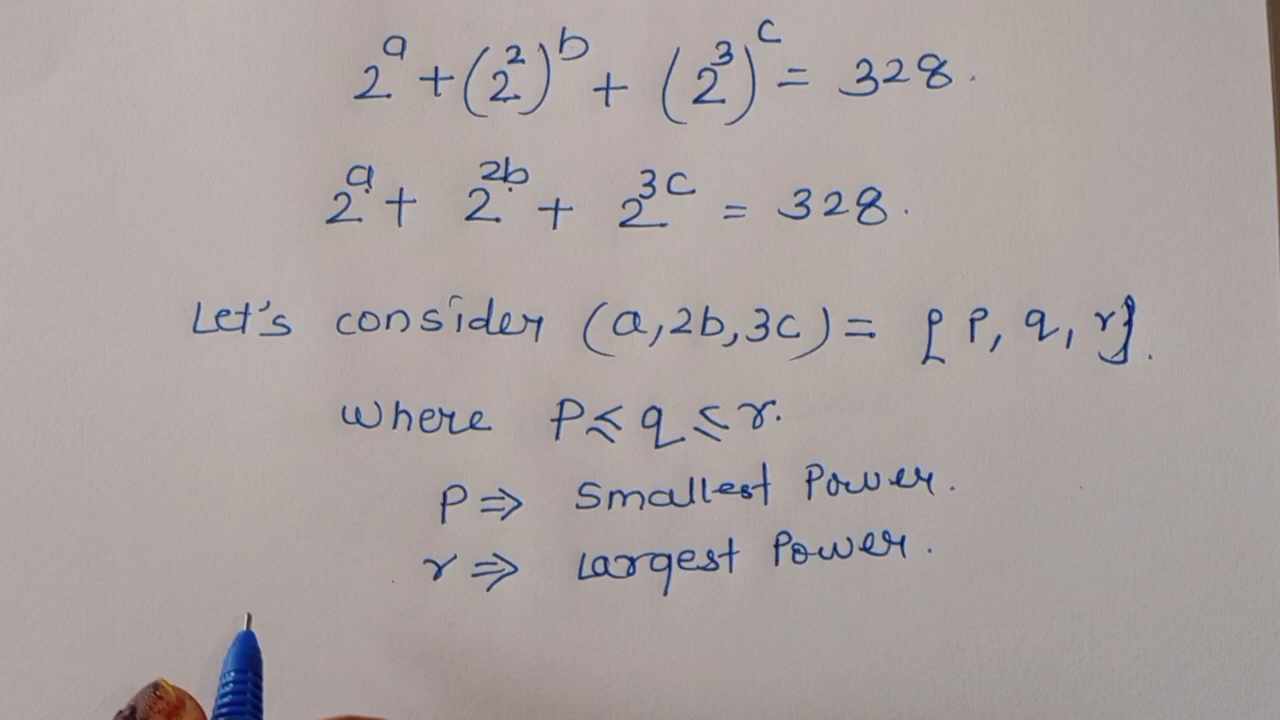 2^a + (2^2)^b + (2^3)^c = 328.
2^a + 2^2b + 2^3c = 328.
Let's consider (a, 2b, 3c) = {P, q, r}.
where P ≤ q ≤ r.
P ⇒ Smallest Power.
r ⇒ Largest Power.